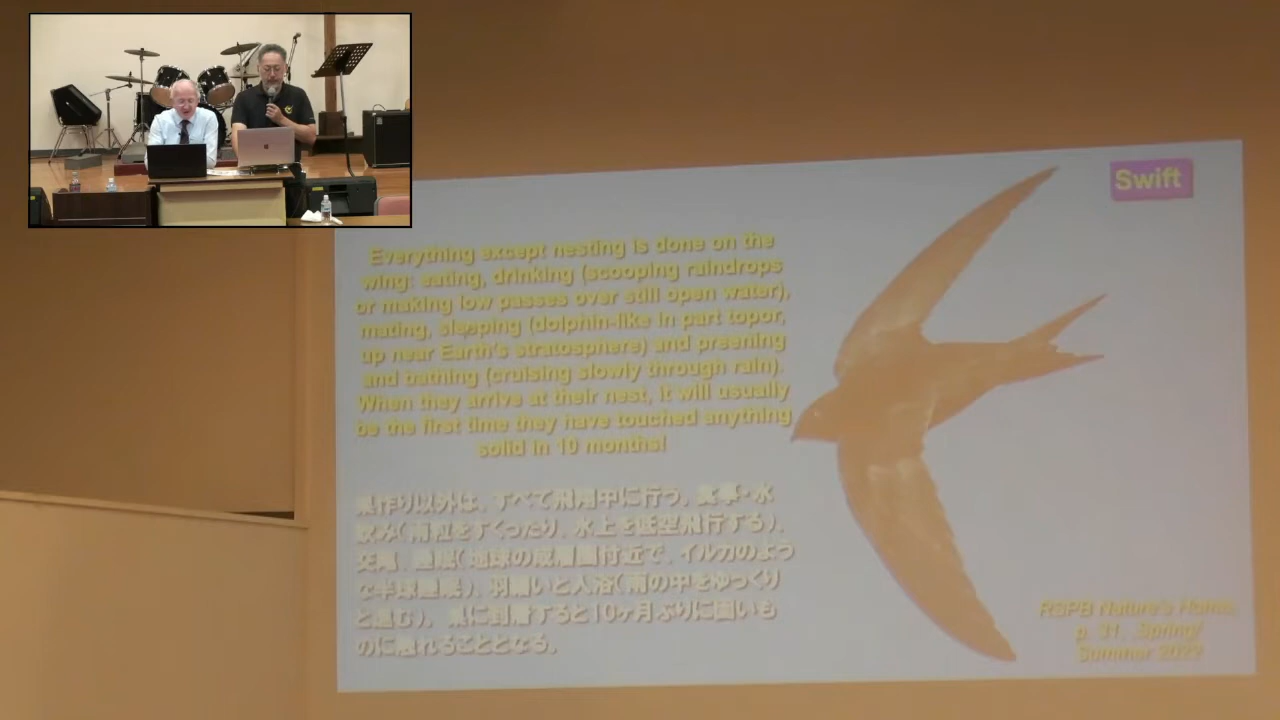 Swift
Everything except nesting is done on the
wing: eating, drinking (scooping raindrops
or making low passes over still open water),
mating, sleeping (dolphin-like in part topor,
up near Earth's stratosphere) and preening
and bathing (cruising slowly through rain).
When they arrive at their nest, it will usually
be the first time they have touched anything
solid in 10 months!
巣作り以外は、すべて飛翔中に行う。食事・水
飲み（雨粒をすくったり、水上を低空飛行する）、
交尾、睡眠（地球の成層圏付近で、イルカのよう
な半球睡眠）、羽繕いと入浴（雨の中をゆっくり
と進む）。巣に到着すると10ヶ月ぶりに固いも
のに触れることとなる。
RSPB Nature's Home,
p. 31, Spring/
Summer 2022